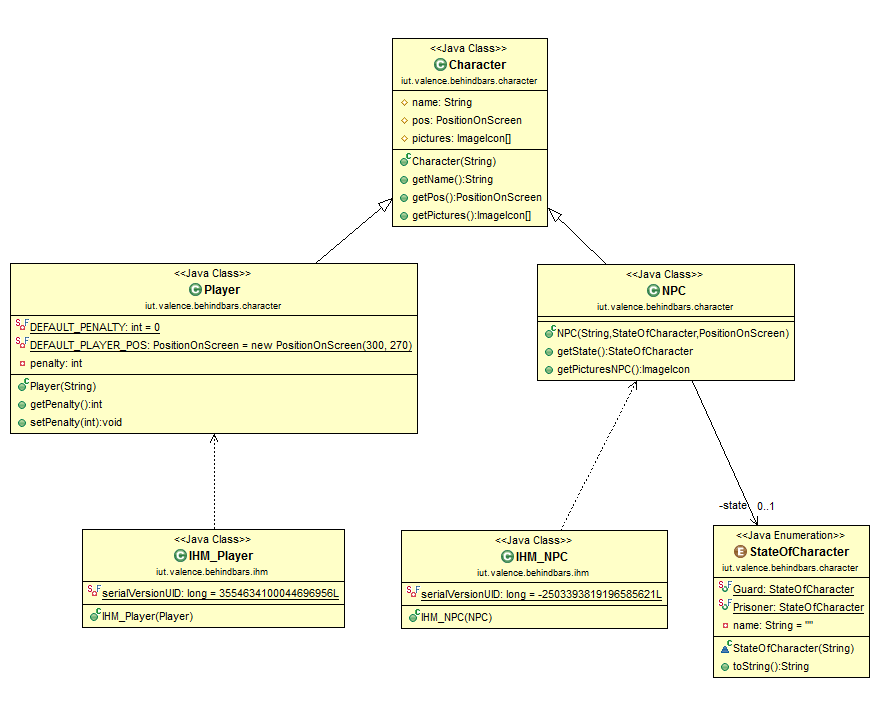 <<Java Class>>
Character
iut.valence.behindbars.character
name: String
pos: PositionOnScreen
pictures: ImageIcon[]
Character(String)
getName():String
getPos():PositionOnScreen
getPictures():ImageIcon[]
<<Java Class>>
Player
iut.valence.behindbars.character
DEFAULT_PENALTY: int = 0
DEFAULT_PLAYER_POS: PositionOnScreen = new PositionOnScreen(300, 270)
penalty: int
Player(String)
getPenalty():int
setPenalty(int):void
<<Java Class>>
NPC
iut.valence.behindbars.character
NPC(String,StateOfCharacter,PositionOnScreen)
getState():StateOfCharacter
getPicturesNPC():ImageIcon
-state 0..1
<<Java Class>>
IHM_Player
iut.valence.behindbars.ihm
serialVersionUID: long = 3554634100044696956L
IHM_Player(Player)
<<Java Class>>
IHM_NPC
iut.valence.behindbars.ihm
serialVersionUID: long = -2503393819196585621L
IHM_NPC(NPC)
<<Java Enumeration>>
StateOfCharacter
iut.valence.behindbars.character
Guard: StateOfCharacter
Prisoner: StateOfCharacter
name: String = ""
StateOfCharacter(String)
toString():String